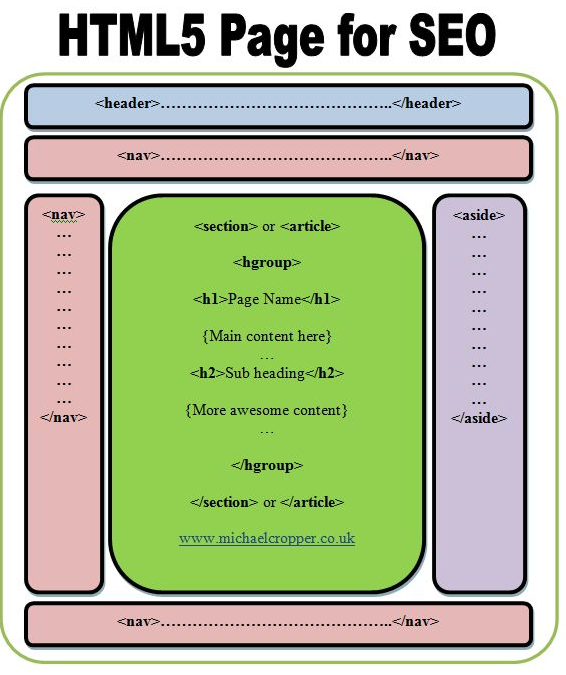 HTML5 Page for SEO
<header>……………………………………..</header>
<nav>……………………………………..</nav>
<nav>
…
…
…
…
…
…
…
…
…
…
</nav>
<section> or <article>
<hgroup>
<h1>Page Name</h1>
{Main content here}
…
<h2>Sub heading</h2>
{More awesome content}
…
</hgroup>
</section> or </article>
www.michaelcropper.co.uk
<aside>
…
…
…
…
…
…
…
…
…
…
</aside>
<nav>……………………………………..</nav>